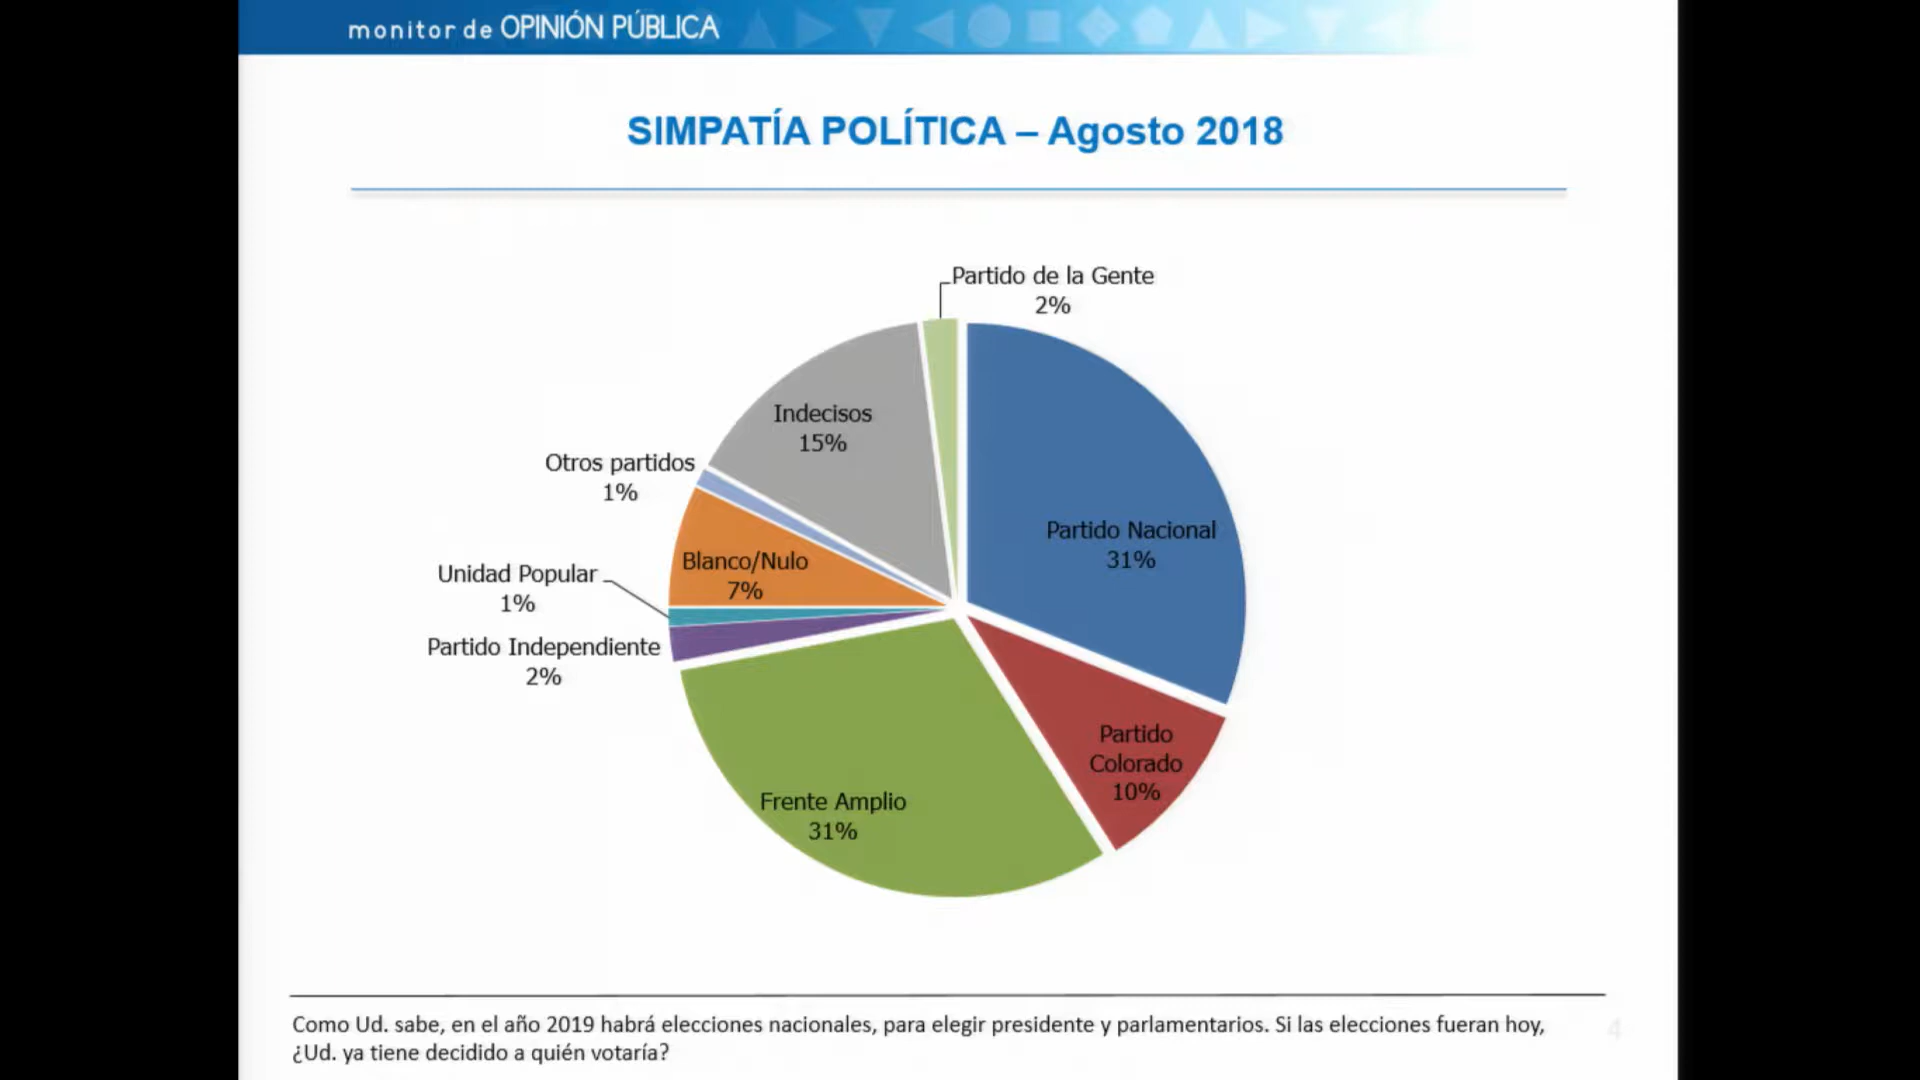 monitor de OPINIÓN PÚBLICA
SIMPATÍA POLÍTICA – Agosto 2018
Partido de la Gente
2%
Indecisos
15%
Otros partidos
1%
Partido Nacional
31%
Blanco/Nulo
7%
Unidad Popular
1%
Partido Independiente
2%
Partido
Colorado
10%
Frente Amplio
31%
Como Ud. sabe, en el año 2019 habrá elecciones nacionales, para elegir presidente y parlamentarios. Si las elecciones fueran hoy,
¿Ud. ya tiene decidido a quién votaría?
4